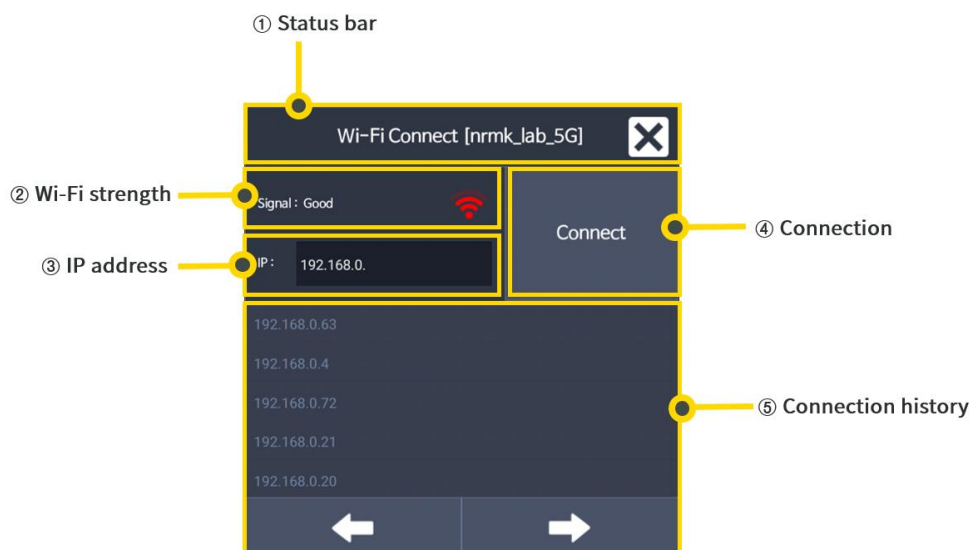 ① Status bar
Wi-Fi Connect [nrmk_lab_5G]
② Wi-Fi strength
Signal : Good
Connect
④ Connection
③ IP address
IP :
192.168.0.
192.168.0.63
192.168.0.4
192.168.0.72
⑤ Connection history
192.168.0.21
192.168.0.20